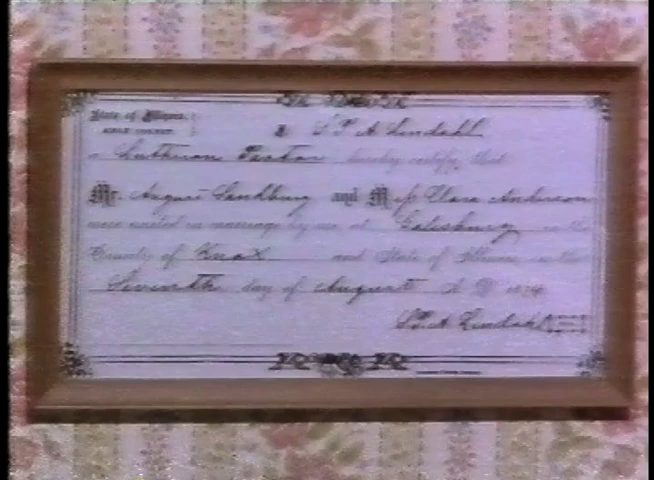 State of Illinois,
KNOX COUNTY
I S. P. A. Lindahl
a Lutheran Pastor hereby certify, that
Mr. August Sandburg and Miss Clara Anderson
were united in marriage by me at Galesburg in the
County of Knox and State of Illinois, on the
Seventh day of August A. D. 1874
S. P. A. Lindahl